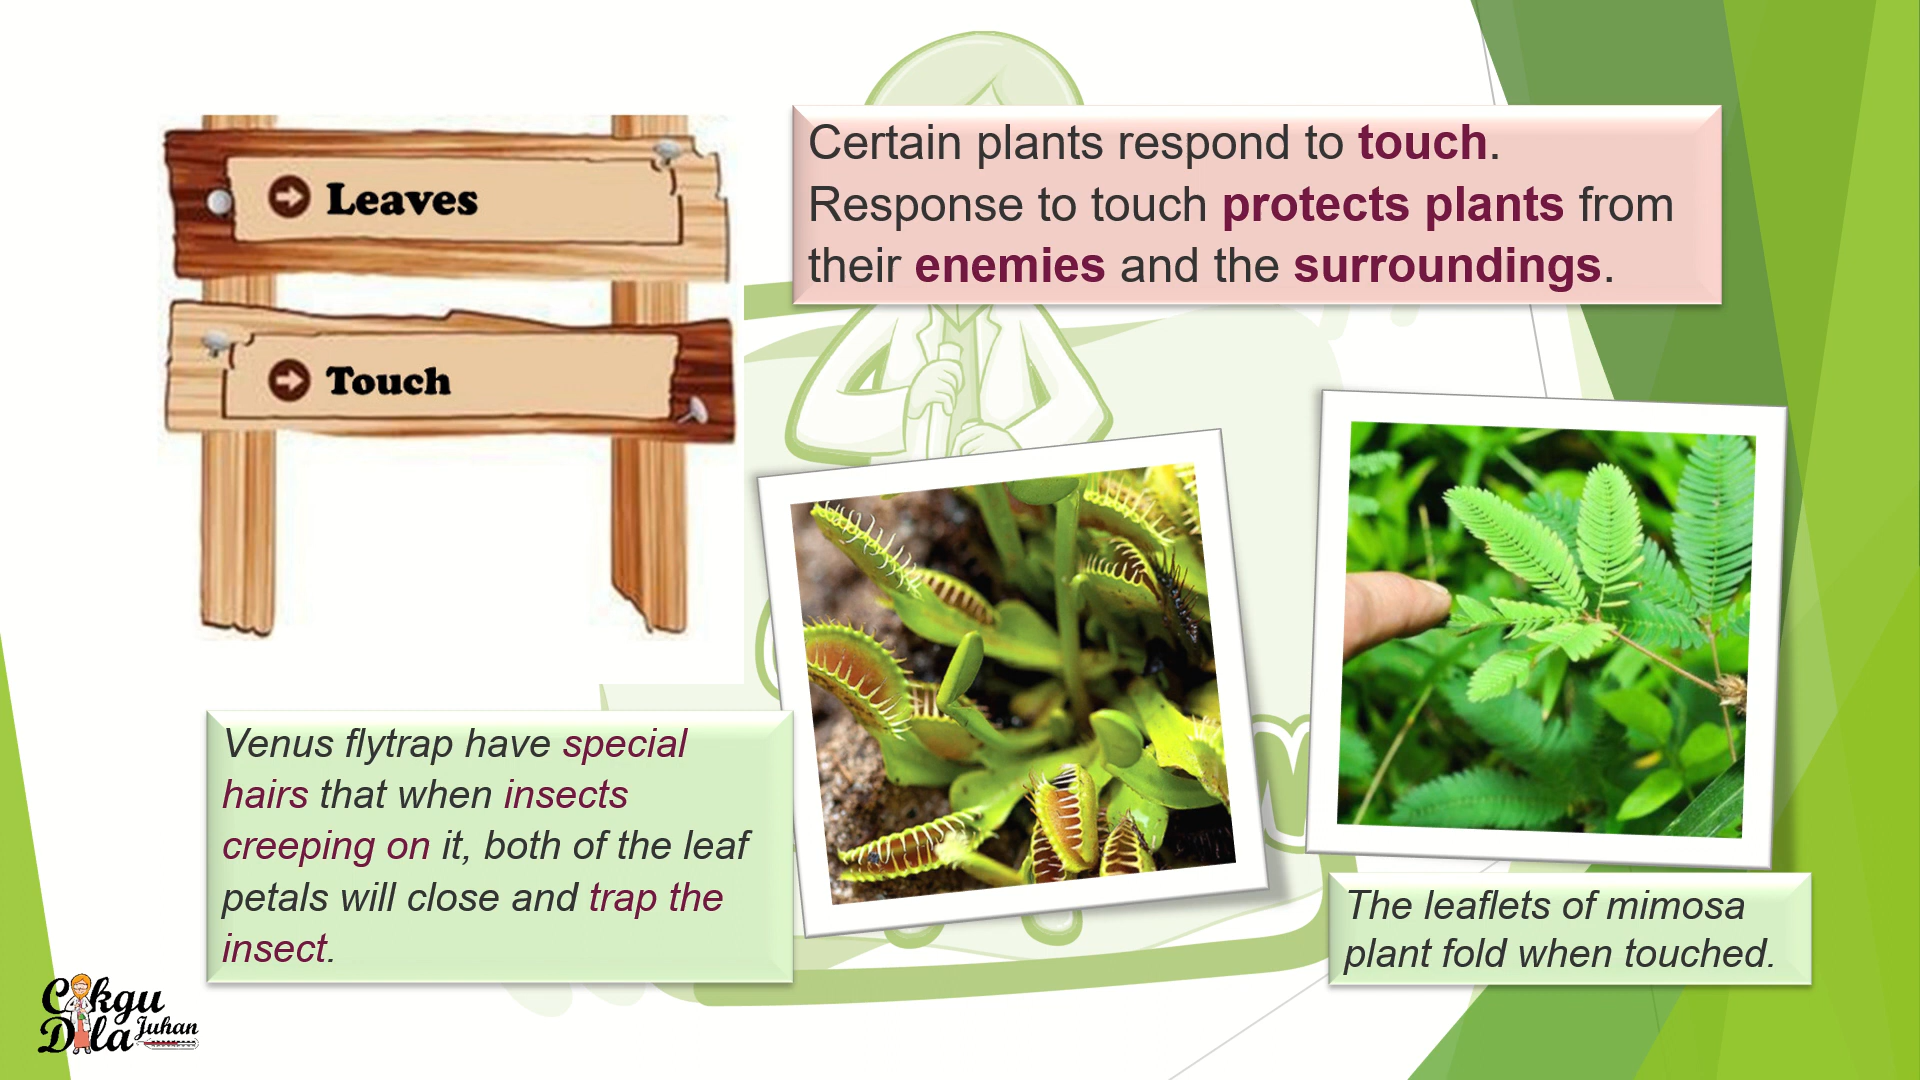 Leaves
Touch
Certain plants respond to touch.
Response to touch protects plants from
their enemies and the surroundings.
Venus flytrap have special
hairs that when insects
creeping on it, both of the leaf
petals will close and trap the
insect.
The leaflets of mimosa
plant fold when touched.
Cikgu
Dila Juhan